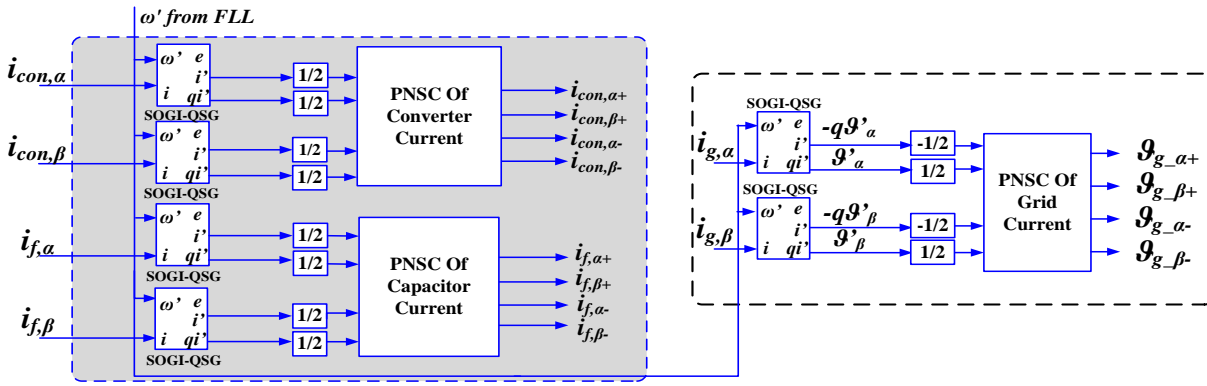 ω' from FLL
i_con,α
ω' e
i'
i qi'
SOGI-QSG
1/2
1/2
i_con,β
ω' e
i'
i qi'
SOGI-QSG
1/2
1/2
PNSC Of
Converter
Current
i_con,α+
i_con,β+
i_con,α-
i_con,β-
i_f,α
ω' e
i'
i qi'
SOGI-QSG
1/2
1/2
i_f,β
ω' e
i'
i qi'
SOGI-QSG
1/2
1/2
PNSC Of
Capacitor
Current
i_f,α+
i_f,β+
i_f,α-
i_f,β-
SOGI-QSG
i_g,α
ω' e
i'
i qi'
-qϑ'_α
ϑ'_α
-1/2
1/2
SOGI-QSG
i_g,β
ω' e
i'
i qi'
-qϑ'_β
ϑ'_β
-1/2
1/2
PNSC Of
Grid
Current
ϑ_g_α+
ϑ_g_β+
ϑ_g_α-
ϑ_g_β-